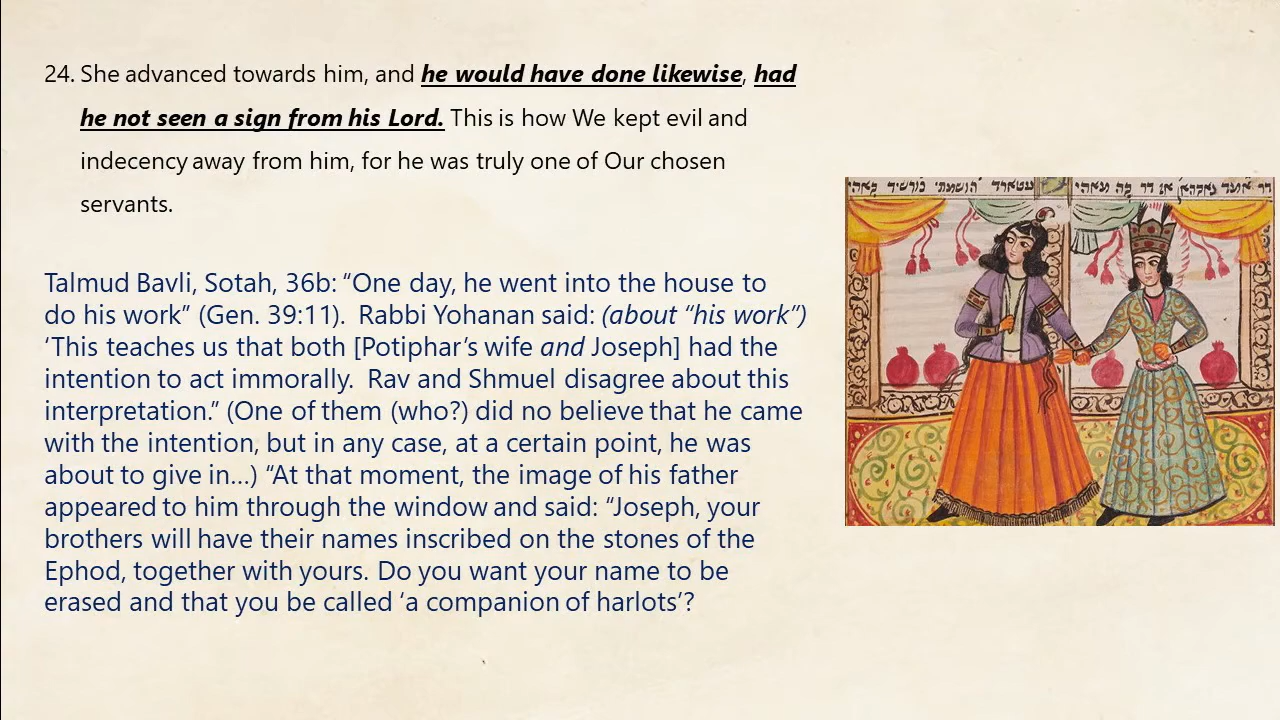 24. She advanced towards him, and he would have done likewise, had
he not seen a sign from his Lord. This is how We kept evil and
indecency away from him, for he was truly one of Our chosen
servants.
Talmud Bavli, Sotah, 36b: “One day, he went into the house to
do his work” (Gen. 39:11).  Rabbi Yohanan said: (about “his work”)
‘This teaches us that both [Potiphar’s wife and Joseph] had the
intention to act immorally.  Rav and Shmuel disagree about this
interpretation.” (One of them (who?) did no believe that he came
with the intention, but in any case, at a certain point, he was
about to give in…) “At that moment, the image of his father
appeared to him through the window and said: “Joseph, your
brothers will have their names inscribed on the stones of the
Ephod, together with yours. Do you want your name to be
erased and that you be called ‘a companion of harlots’?